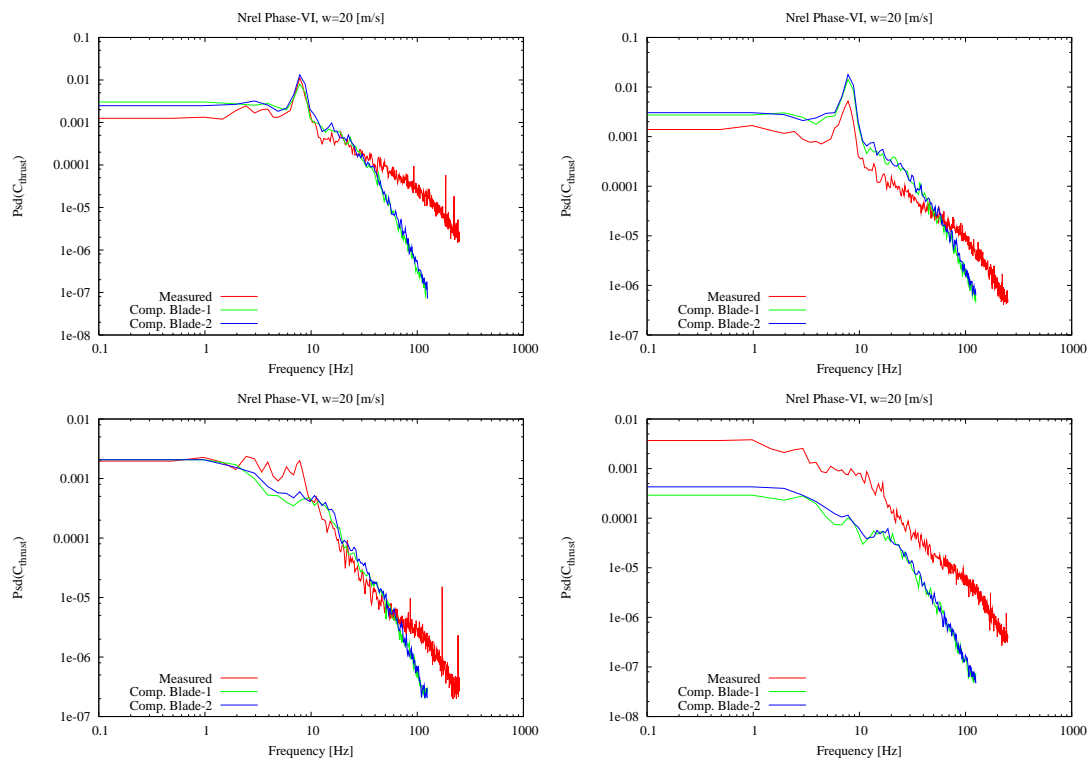 Nrel Phase-VI, w=20 [m/s]
0.1
0.01
0.001
0.0001
1e-05
1e-06
1e-07
1e-08
Psd(C_thrust)
Measured
Comp. Blade-1
Comp. Blade-2
0.1 1 10 100 1000
Frequency [Hz]
Nrel Phase-VI, w=20 [m/s]
0.1
0.01
0.001
0.0001
1e-05
1e-06
1e-07
Psd(C_thrust)
Measured
Comp. Blade-1
Comp. Blade-2
0.1 1 10 100 1000
Frequency [Hz]
Nrel Phase-VI, w=20 [m/s]
0.01
0.001
0.0001
1e-05
1e-06
1e-07
Psd(C_thrust)
Measured
Comp. Blade-1
Comp. Blade-2
0.1 1 10 100 1000
Frequency [Hz]
Nrel Phase-VI, w=20 [m/s]
0.01
0.001
0.0001
1e-05
1e-06
1e-07
1e-08
Psd(C_thrust)
Measured
Comp. Blade-1
Comp. Blade-2
0.1 1 10 100 1000
Frequency [Hz]